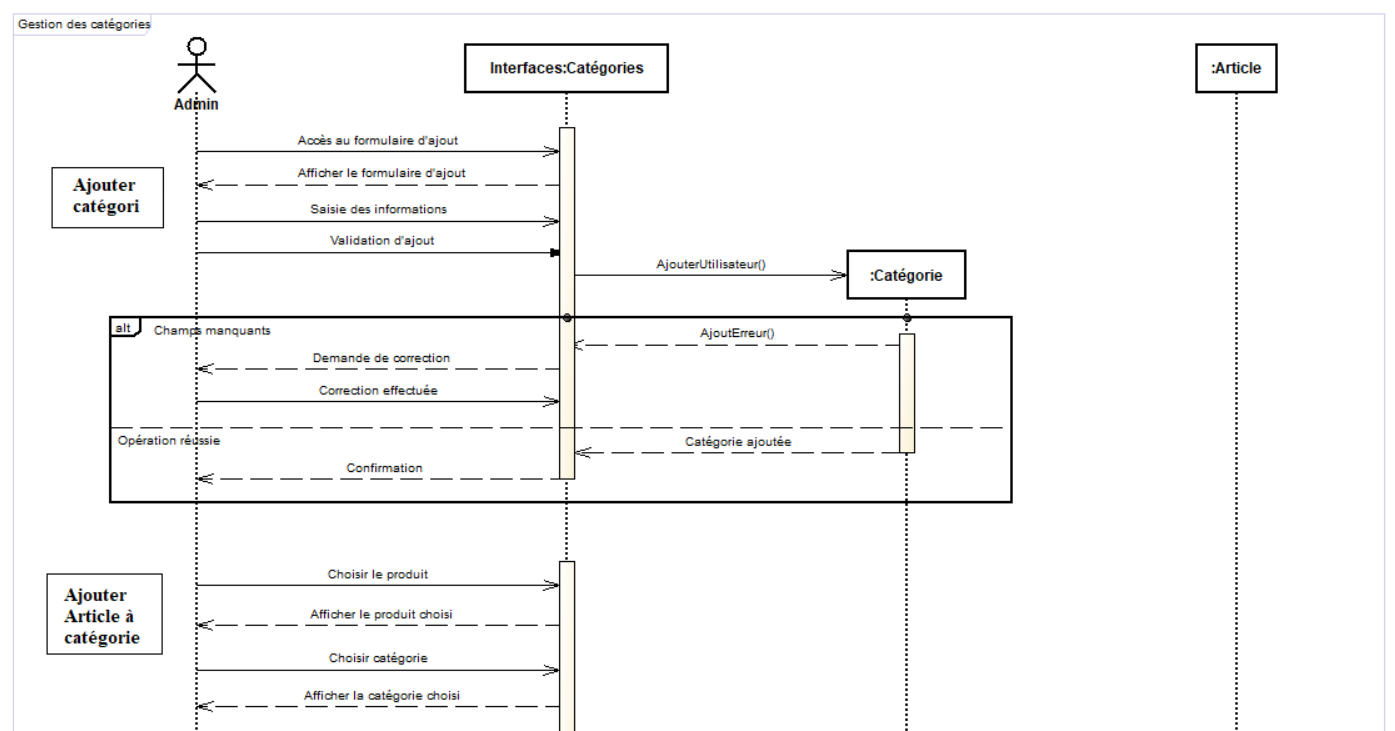 Gestion des catégories
Admin
Interfaces:Catégories
:Article
Accès au formulaire d'ajout
Afficher le formulaire d'ajout
Ajouter
catégori
Saisie des informations
Validation d'ajout
AjouterUtilisateur()
:Catégorie
alt
Champs manquants
AjoutErreur()
Demande de correction
Correction effectuée
Opération réussie
Catégorie ajoutée
Confirmation
Choisir le produit
Ajouter
Article à
catégorie
Afficher le produit choisi
Choisir catégorie
Afficher la catégorie choisi